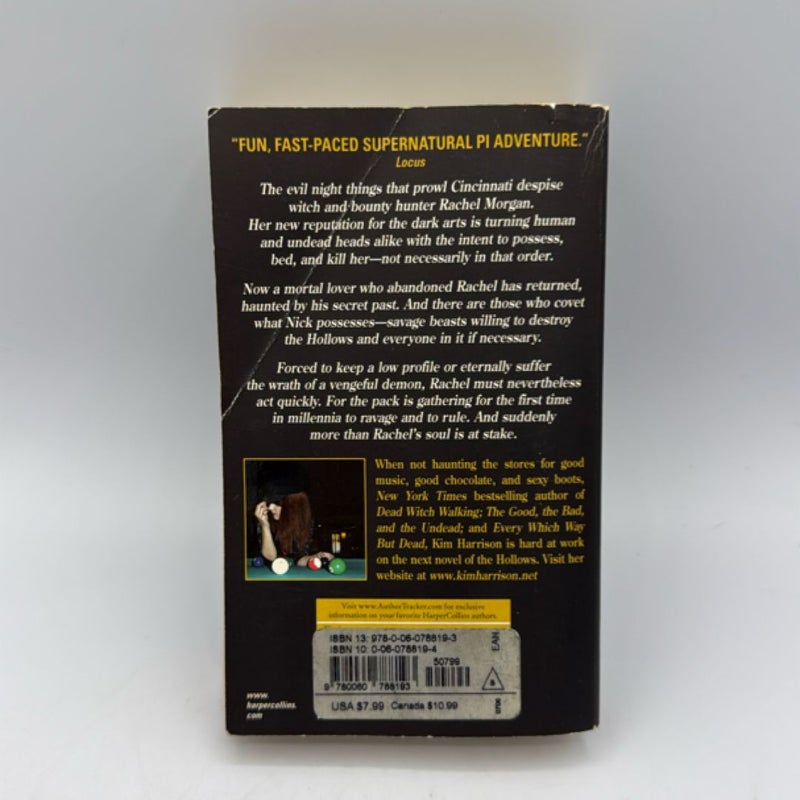 "FUN, FAST-PACED SUPERNATURAL PI ADVENTURE."
Locus
The evil night things that prowl Cincinnati despise
witch and bounty hunter Rachel Morgan.
Her new reputation for the dark arts is turning human
and undead heads alike with the intent to possess,
bed, and kill her—not necessarily in that order.
Now a mortal lover who abandoned Rachel has returned,
haunted by his secret past. And there are those who covet
what Nick possesses—savage beasts willing to destroy
the Hollows and everyone in it if necessary.
Forced to keep a low profile or eternally suffer
the wrath of a vengeful demon, Rachel must nevertheless
act quickly. For the pack is gathering for the first time
in millennia to ravage and to rule. And suddenly
more than Rachel's soul is at stake.
When not haunting the stores for good
music, good chocolate, and sexy boots,
New York Times bestselling author of
Dead Witch Walking; The Good, the Bad,
and the Undead; and Every Which Way
But Dead, Kim Harrison is hard at work
on the next novel of the Hollows. Visit her
website at www.kimharrison.net
Visit www.AuthorTracker.com for exclusive
information on your favorite HarperCollins authors.
ISBN 13: 978-0-06-078819-3
ISBN 10: 0-06-078819-4
EAN
50799
9 780060 788193
S
USA $7.99 Canada $10.99
0706
www.
harpercollins.
com